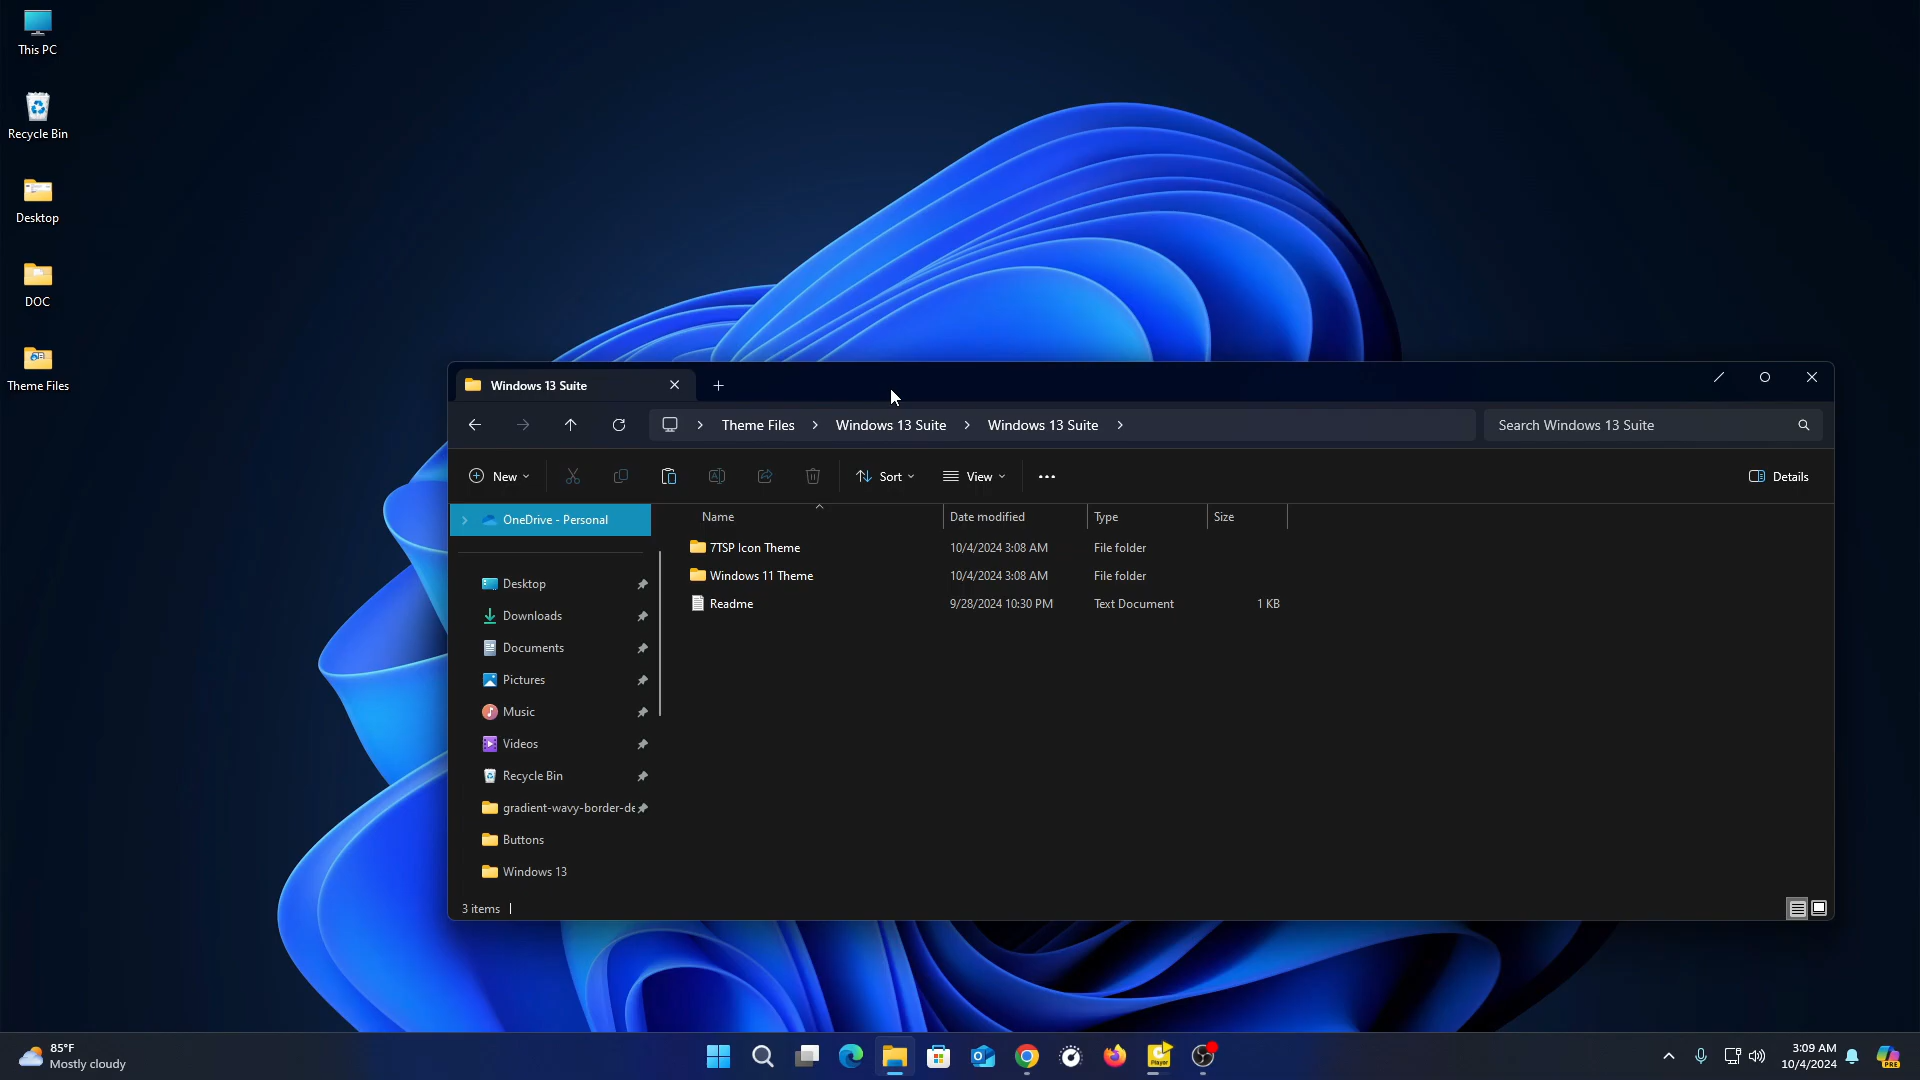 This PC
Recycle Bin
Desktop
DOC
Theme Files
Windows 13 Suite
Theme Files > Windows 13 Suite > Windows 13 Suite >
Search Windows 13 Suite
New
Sort
View
Details
OneDrive - Personal
Desktop
Downloads
Documents
Pictures
Music
Videos
Recycle Bin
gradient-wavy-border-de
Buttons
Windows 13
Name Date modified Type Size
7TSP Icon Theme 10/4/2024 3:08 AM File folder
Windows 11 Theme 10/4/2024 3:08 AM File folder
Readme 9/28/2024 10:30 PM Text Document 1 KB
3 items
85°F
Mostly cloudy
Player
3:09 AM
10/4/2024
PRE